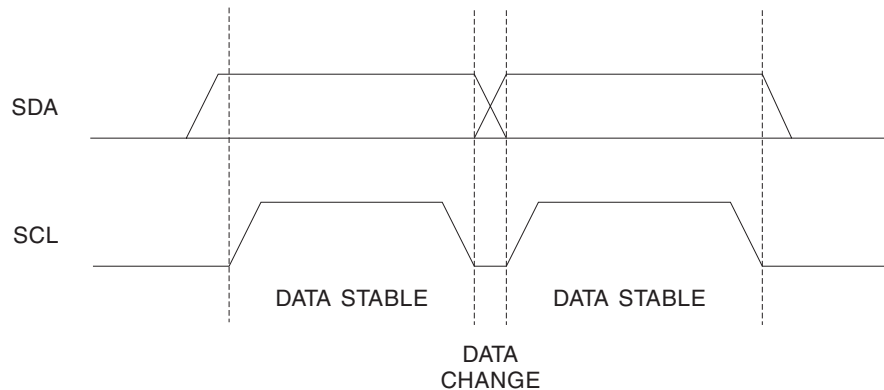 SDA
SCL
DATA STABLE
DATA STABLE
DATA
CHANGE